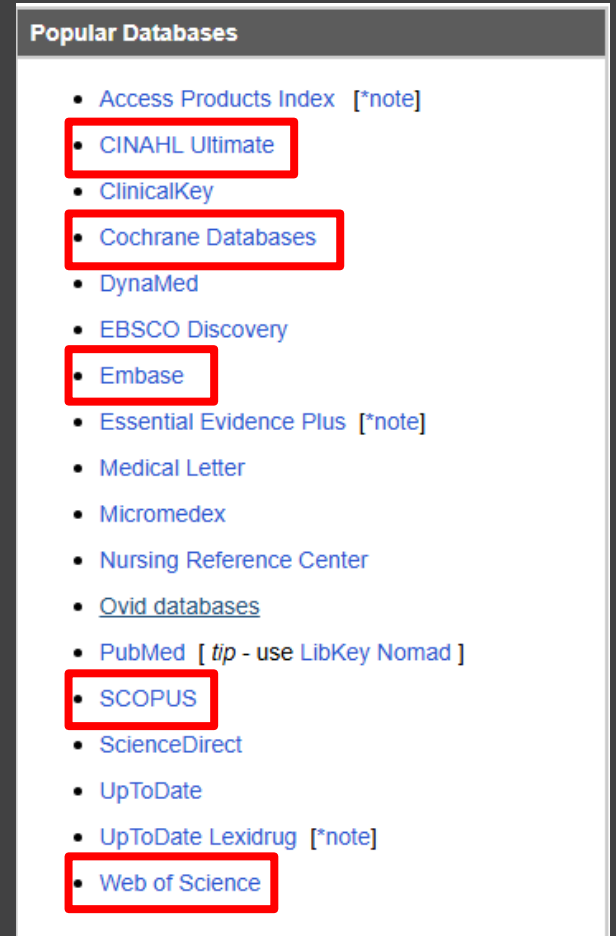 Popular Databases
Access Products Index [*note]
CINAHL Ultimate
ClinicalKey
Cochrane Databases
DynaMed
EBSCO Discovery
Embase
Essential Evidence Plus [*note]
Medical Letter
Micromedex
Nursing Reference Center
Ovid databases
PubMed [ tip - use LibKey Nomad ]
SCOPUS
ScienceDirect
UpToDate
UpToDate Lexidrug [*note]
Web of Science